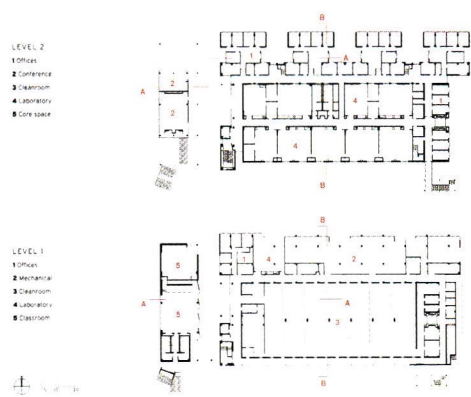 LEVEL 2
1 Offices
2 Conference
3 Cleanroom
4 Laboratory
5 Core space
B
A
2
2
1
A
4
4
1
B
LEVEL 1
1 Offices
2 Mechanical
3 Cleanroom
4 Laboratory
5 Classroom
B
5
1
4
2
A
5
A
3
B